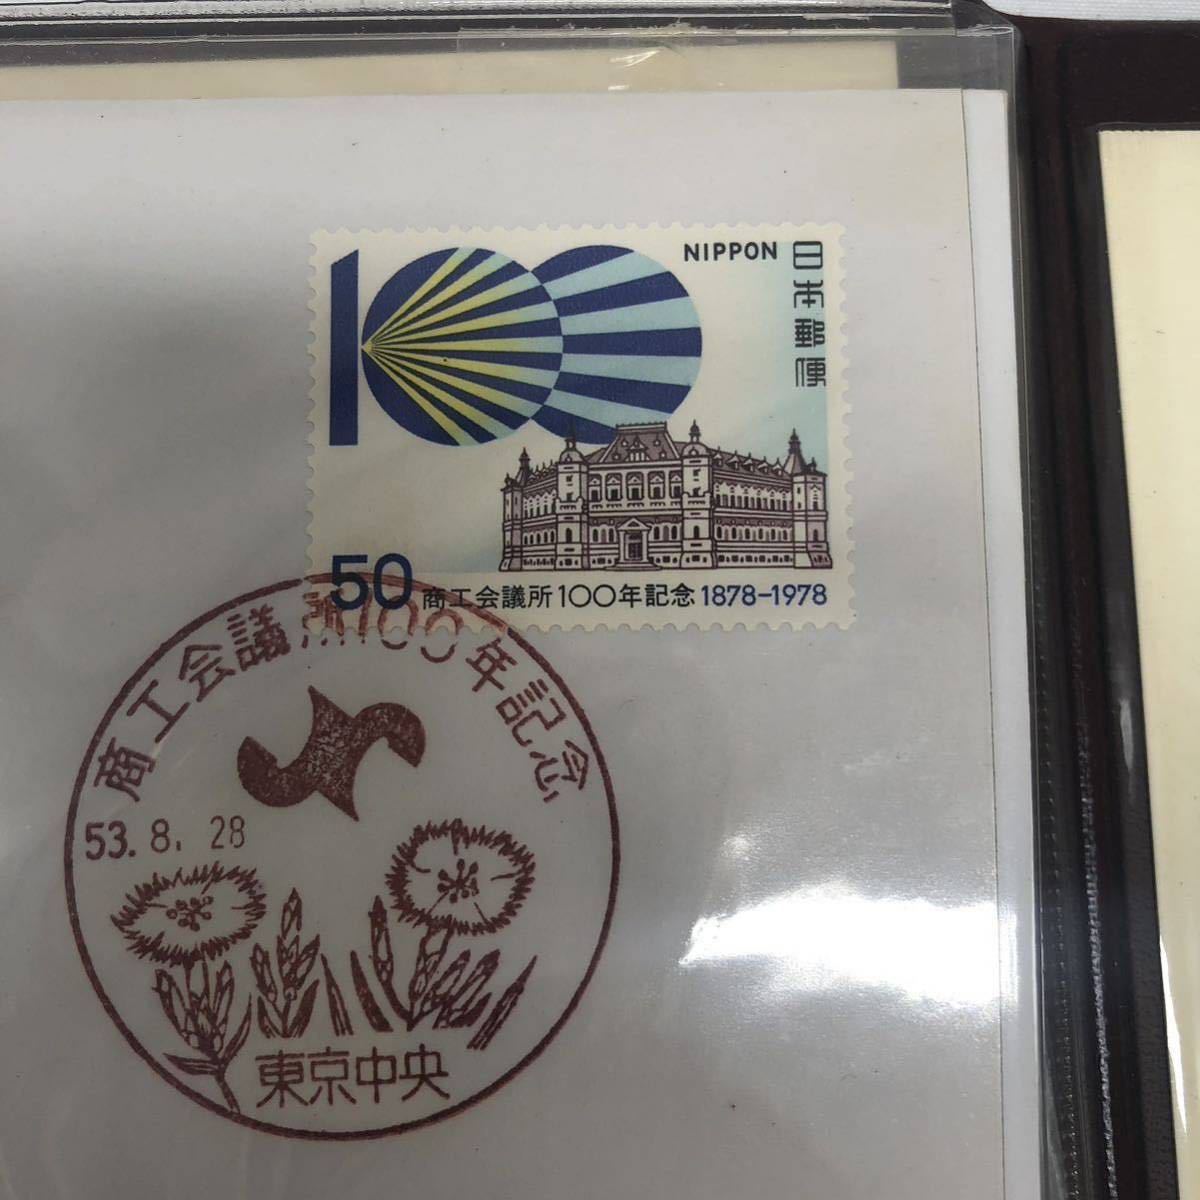 NIPPON
日本郵便
100
50
商工会議所100年記念 1878-1978
商工会議所100年記念
53.8.28
東京中央